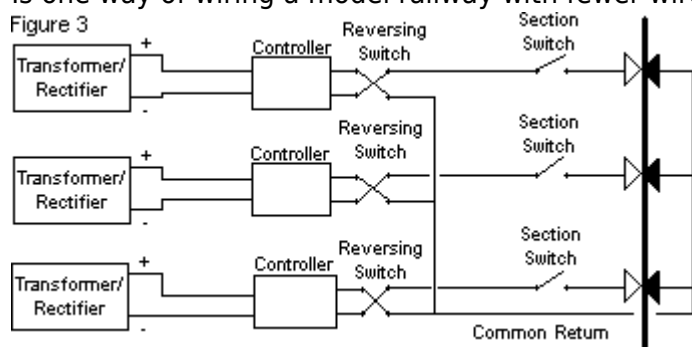 is one way of wiring a model railway with fewer wir
Figure 3
Reversing
Switch
Section
Switch
+
Controller
Transformer/
Rectifier
-
Reversing
Switch
Section
Switch
+
Controller
Transformer/
Rectifier
-
Reversing
Switch
Section
Switch
+
Controller
Transformer/
Rectifier
-
Common Return